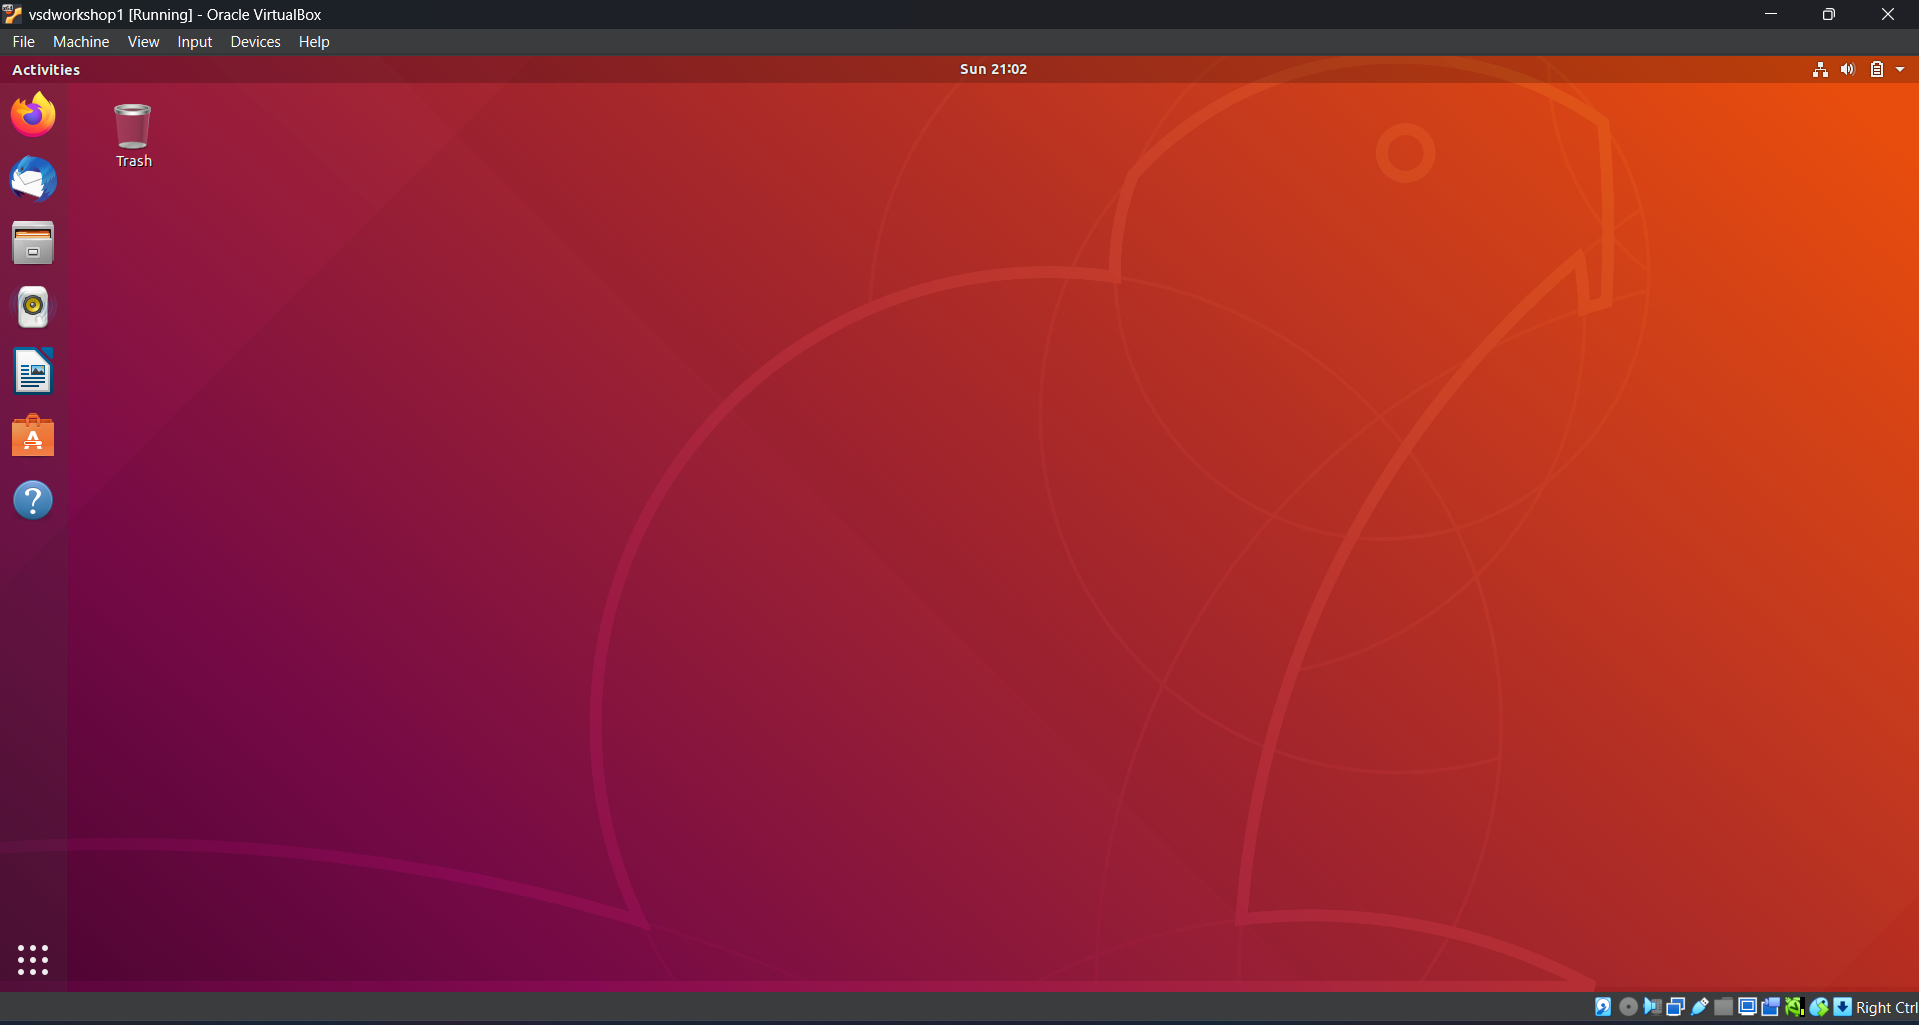 vsdworkshop1 [Running] - Oracle VirtualBox
File Machine View Input Devices Help
Activities
Sun 21:02
Trash
Right Ctrl